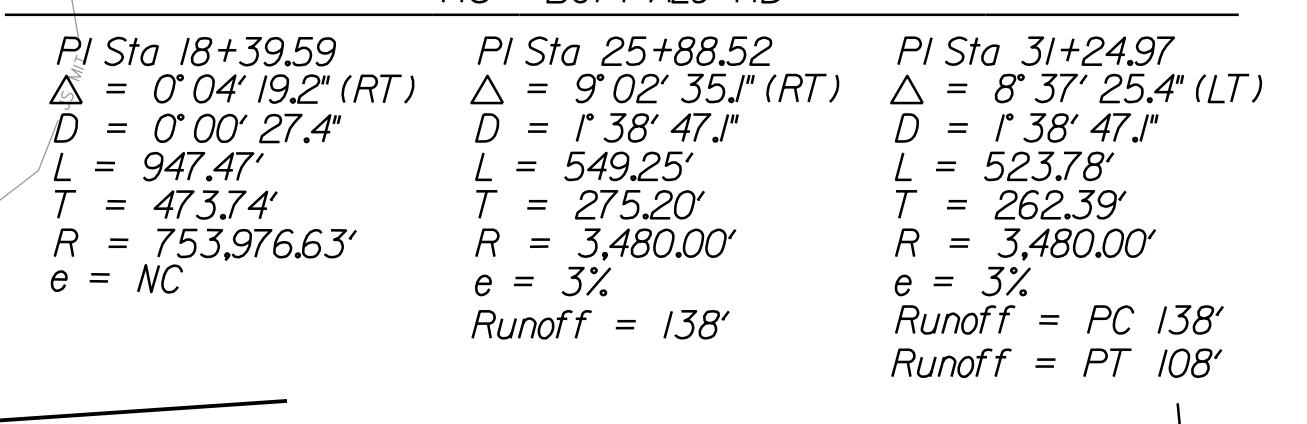 PI Sta 18+39.59
△ = 0° 04' 19.2" (RT)
D = 0° 00' 27.4"
L = 947.47'
T = 473.74'
R = 753,976.63'
e = NC
PI Sta 25+88.52
△ = 9° 02' 35.1" (RT)
D = 1° 38' 47.1"
L = 549.25'
T = 275.20'
R = 3,480.00'
e = 3%
Runoff = 138'
PI Sta 31+24.97
△ = 8° 37' 25.4" (LT)
D = 1° 38' 47.1"
L = 523.78'
T = 262.39'
R = 3,480.00'
e = 3%
Runoff = PC 138'
Runoff = PT 108'